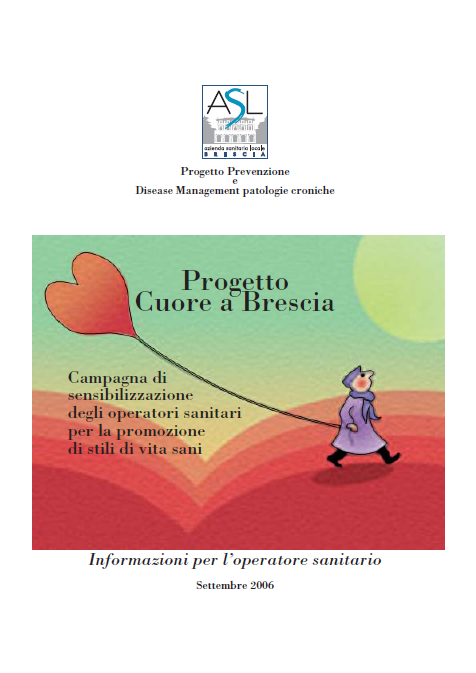 ASL
azienda sanitaria locale
BRESCIA
Progetto Prevenzione
e
Disease Management patologie croniche
Progetto
Cuore a Brescia
Campagna di
sensibilizzazione
degli operatori sanitari
per la promozione
di stili di vita sani
Informazioni per l'operatore sanitario
Settembre 2006